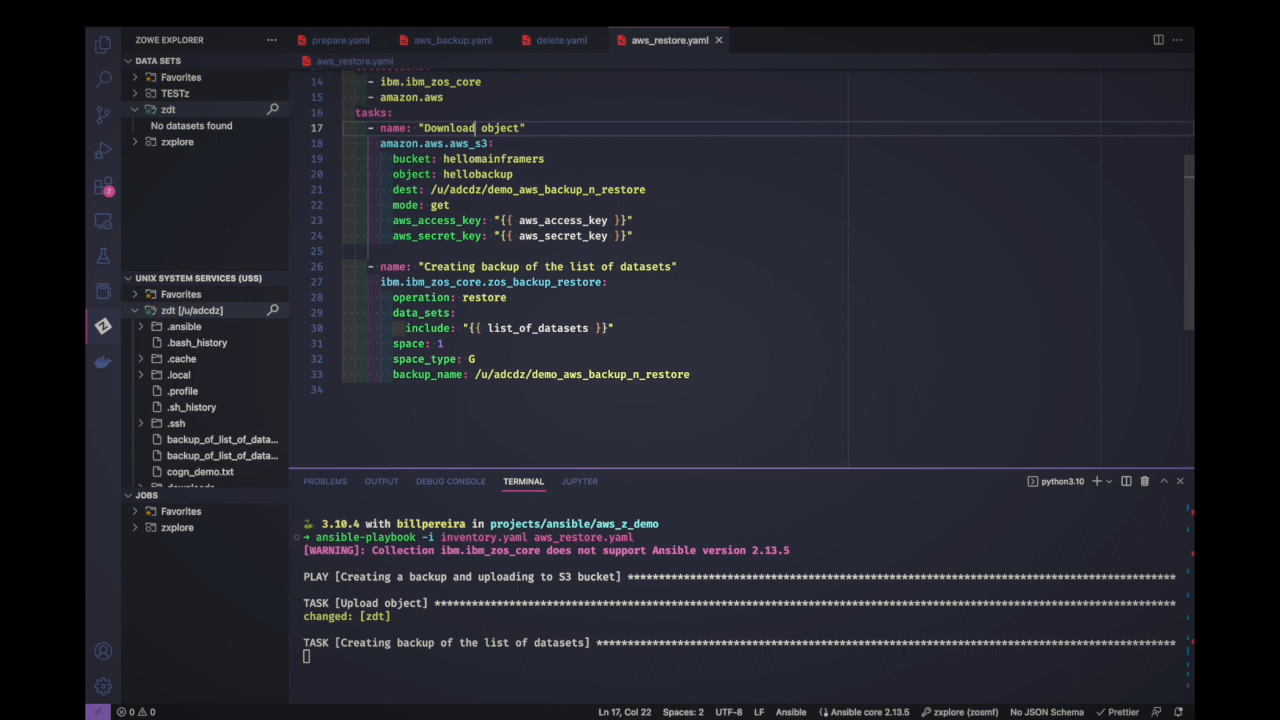 ZOWE EXPLORER
DATA SETS
Favorites
TESTz
zdt
No datasets found
zxplore
UNIX SYSTEM SERVICES (USS)
Favorites
zdt [/u/adcdz]
.ansible
.bash_history
.cache
.local
.profile
.sh_history
.ssh
backup_of_list_of_data...
backup_of_list_of_data...
cogn_demo.txt
JOBS
Favorites
zxplore
2
prepare.yaml aws_backup.yaml delete.yaml aws_restore.yaml
aws_restore.yaml
14 - ibm.ibm_zos_core
15 - amazon.aws
16 tasks:
17 - name: "Download object"
18 amazon.aws.aws_s3:
19 bucket: hellomainframers
20 object: hellobackup
21 dest: /u/adcdz/demo_aws_backup_n_restore
22 mode: get
23 aws_access_key: "{{ aws_access_key }}"
24 aws_secret_key: "{{ aws_secret_key }}"
25
26 - name: "Creating backup of the list of datasets"
27 ibm.ibm_zos_core.zos_backup_restore:
28 operation: restore
29 data_sets:
30 include: "{{ list_of_datasets }}"
31 space: 1
32 space_type: G
33 backup_name: /u/adcdz/demo_aws_backup_n_restore
34
PROBLEMS OUTPUT DEBUG CONSOLE TERMINAL JUPYTER python3.10
3.10.4 with billpereira in projects/ansible/aws_z_demo
➜ ansible-playbook -i inventory.yaml aws_restore.yaml
[WARNING]: Collection ibm.ibm_zos_core does not support Ansible version 2.13.5
PLAY [Creating a backup and uploading to S3 bucket] ***************************************************************************************
TASK [Upload object] **********************************************************************************************************************
changed: [zdt]
TASK [Creating backup of the list of datasets] ********************************************************************************************
0 0 Ln 17, Col 22 Spaces: 2 UTF-8 LF Ansible Ansible core 2.13.5 zxplore (zosmf) No JSON Schema Prettier